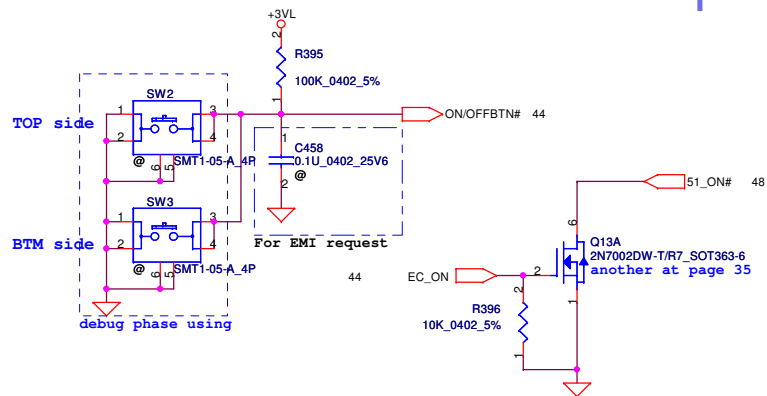 +3VL
2
R395
100K_0402_5%
1
SW2
TOP side
1
3
2
4
@
6
5
SMT1-05-A_4P
ON/OFFBTN# 44
1
C458
0.1U_0402_25V6
@
2
For EMI request
SW3
BTM side
1
3
2
4
@
6
5
SMT1-05-A_4P
debug phase using
51_ON# 48
6
Q13A
2N7002DW-T/R7_SOT363-6
another at page 35
44 EC_ON
2
1
2
R396
10K_0402_5%
1